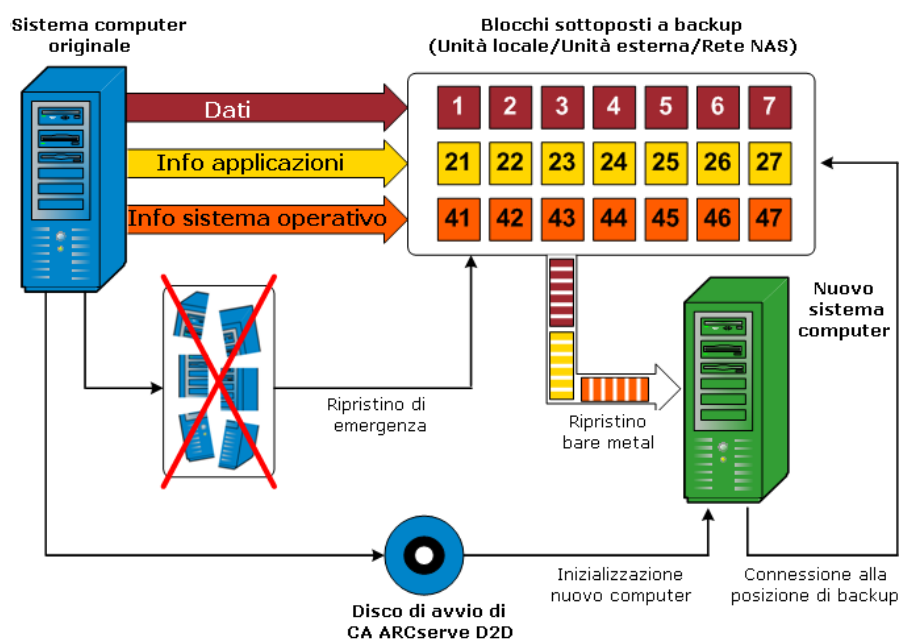 Sistema computer
originale
Blocchi sottoposti a backup
(Unità locale/Unità esterna/Rete NAS)
Dati
1 2 3 4 5 6 7
Info applicazioni
21 22 23 24 25 26 27
Info sistema operativo
41 42 43 44 45 46 47
Nuovo
sistema
computer
Ripristino di
emergenza
Ripristino
bare metal
Inizializzazione
nuovo computer
Connessione alla
posizione di backup
Disco di avvio di
CA ARCserve D2D